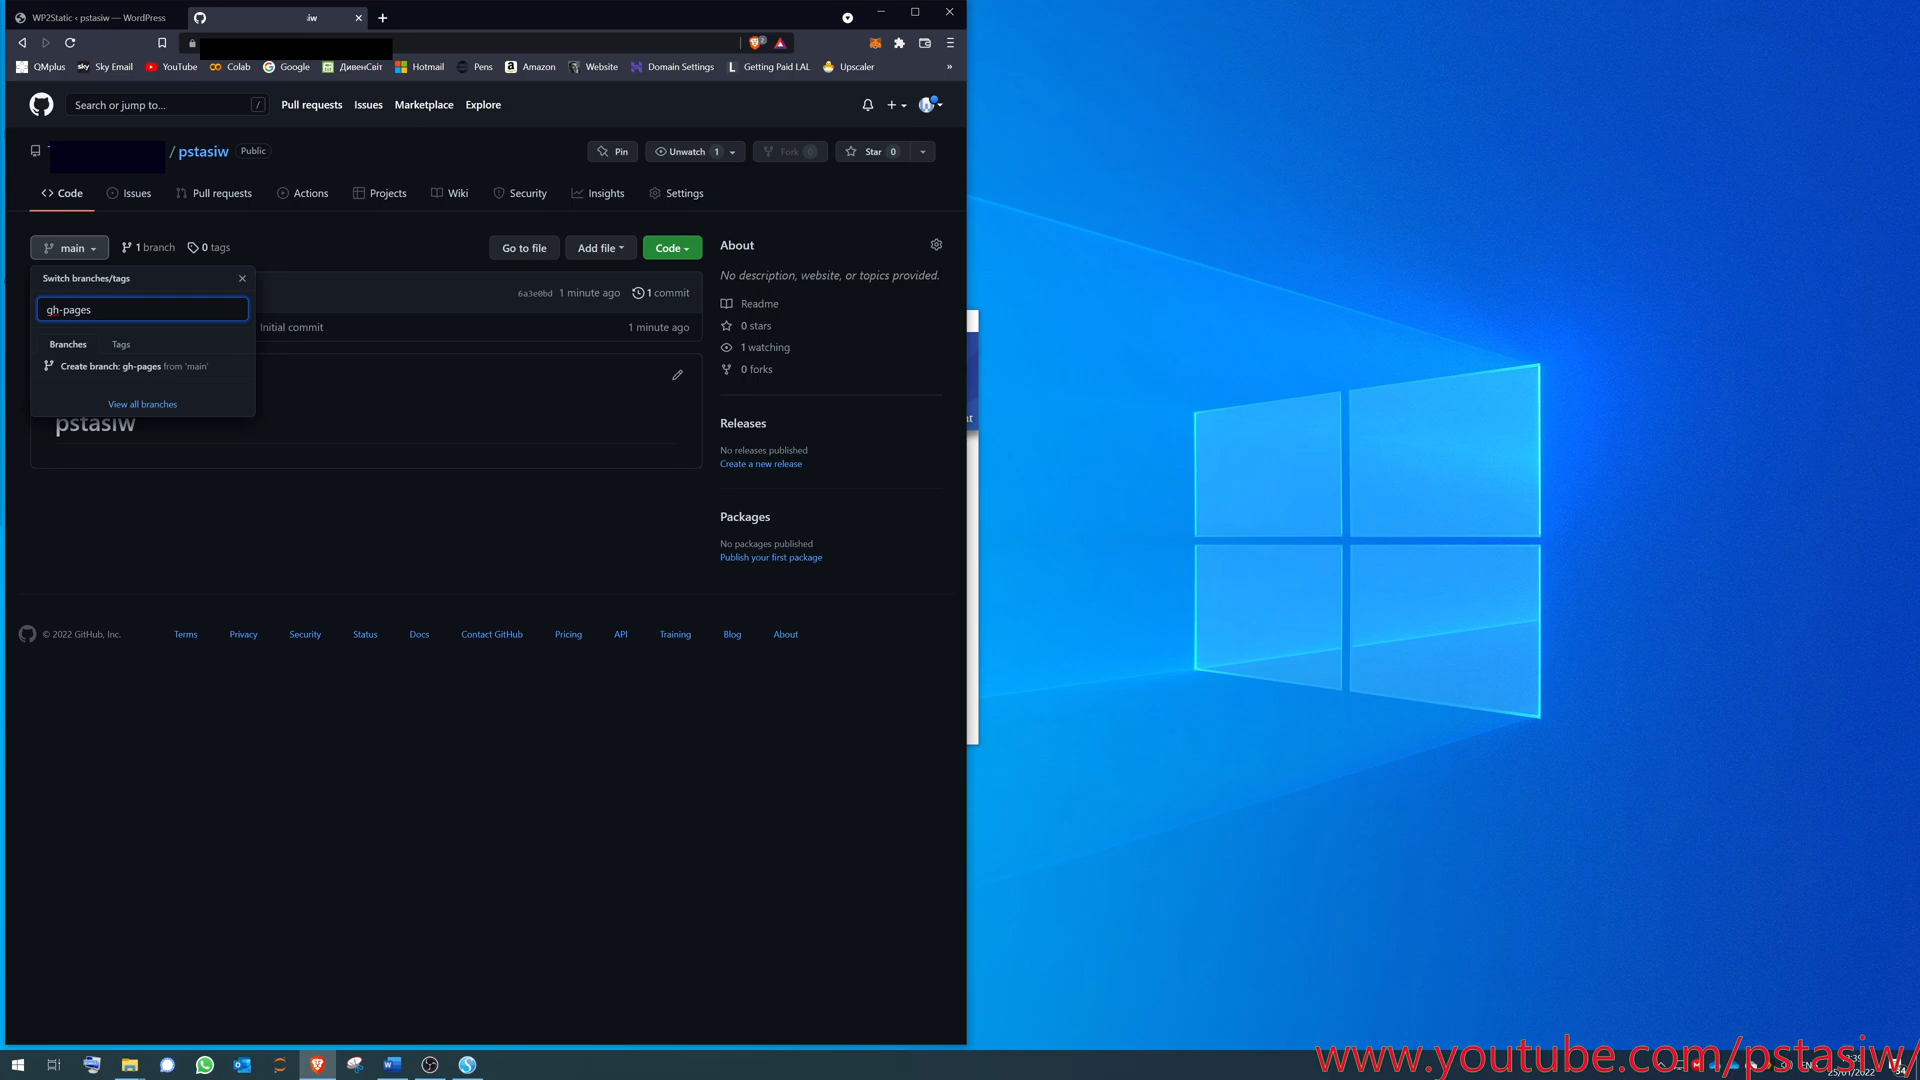 WP2Static ‹ pstasiw — WordPress
iw
QMplus
sky Sky Email
YouTube
Colab
Google
ДивенСвіт
Hotmail
Pens
Amazon
Website
Domain Settings
Getting Paid LAL
Upscaler
»
Search or jump to...
/
Pull requests
Issues
Marketplace
Explore
/ pstasiw
Public
Pin
Unwatch 1
Fork 0
Star 0
Code
Issues
Pull requests
Actions
Projects
Wiki
Security
Insights
Settings
main
1 branch
0 tags
Go to file
Add file
Code
About
Switch branches/tags
No description, website, or topics provided.
6a3e0bd 1 minute ago
1 commit
gh-pages
Readme
Initial commit
1 minute ago
0 stars
Branches
Tags
1 watching
Create branch: gh-pages from 'main'
0 forks
View all branches
pstasiw
Releases
No releases published
Create a new release
Packages
No packages published
Publish your first package
© 2022 GitHub, Inc.
Terms
Privacy
Security
Status
Docs
Contact GitHub
Pricing
API
Training
Blog
About
www.youtube.com/pstasiw/
25/01/2022